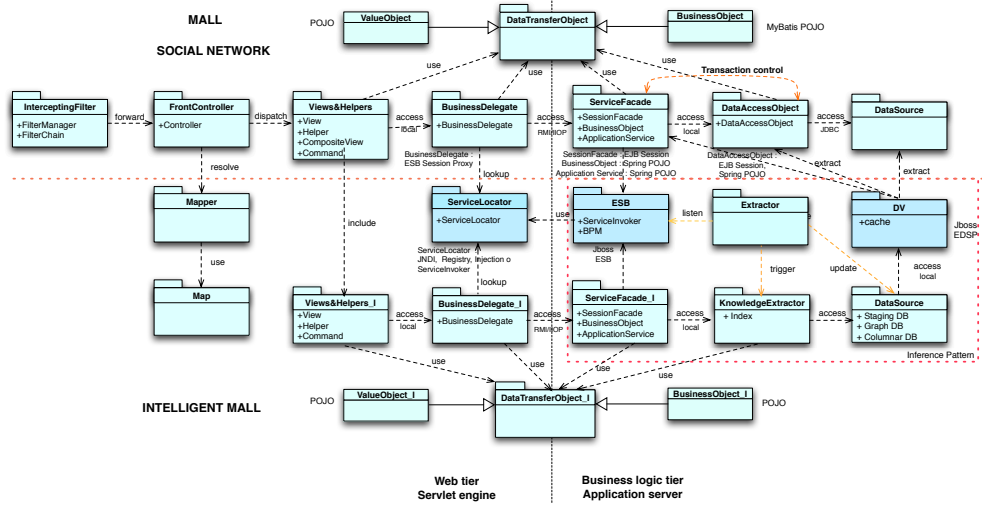 MALL
SOCIAL NETWORK
POJO
ValueObject
DataTransferObject
BusinessObject
MyBatis POJO
use
use
use
use
Transaction control
InterceptingFilter
+FilterManager
+FilterChain
forward
FrontController
+Controller
dispatch
Views&Helpers
+View
+Helper
+CompositeView
+Command
access
local
BusinessDelegate
+BusinessDelegate
access
RMI/IIOP
ServiceFacade
+SessionFacade
+BusinessObject
+ApplicationService
access
local
DataAccessObject
+DataAccessObject
access
JDBC
DataSource
BusinessDelegate :
ESB Session Proxy
SessionFacade : EJB Session
BusinessObject : Spring POJO
Application Service : Spring POJO
DataAccessObject :
EJB Session,
Spring POJO
extract
extract
resolve
lookup
Mapper
include
ServiceLocator
+ServiceLocator
use
ESB
+ServiceInvoker
+BPM
listen
Extractor
DV
+cache
Jboss
EDSP
ServiceLocator
JNDI, Registry, Injection o
ServiceInvoker
lookup
Jboss
ESB
use
trigger
update
access
local
Map
Views&Helpers_I
+View
+Helper
+Command
access
local
BusinessDelegate_I
+BusinessDelegate
access
RMI/IIOP
ServiceFacade_I
+SessionFacade
+BusinessObject
+ApplicationService
access
local
KnowledgeExtractor
+ Index
access
DataSource
+ Staging DB
+ Graph DB
+ Columnar DB
Inference Pattern
use
use
use
use
INTELLIGENT MALL
POJO
ValueObject_I
DataTransferObject_I
BusinessObject_I
POJO
Web tier
Servlet engine
Business logic tier
Application server